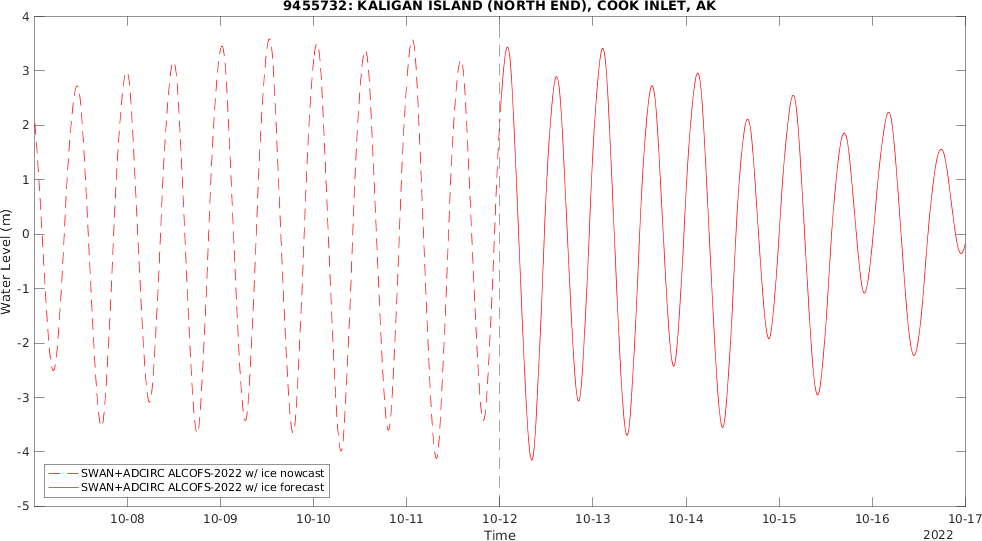 9455732: KALIGAN ISLAND (NORTH END), COOK INLET, AK
Water Level (m)
4
3
2
1
0
-1
-2
-3
-4
-5
SWAN+ADCIRC ALCOFS-2022 w/ ice nowcast
SWAN+ADCIRC ALCOFS-2022 w/ ice forecast
10-08 10-09 10-10 10-11 10-12 10-13 10-14 10-15 10-16 10-17
Time
2022